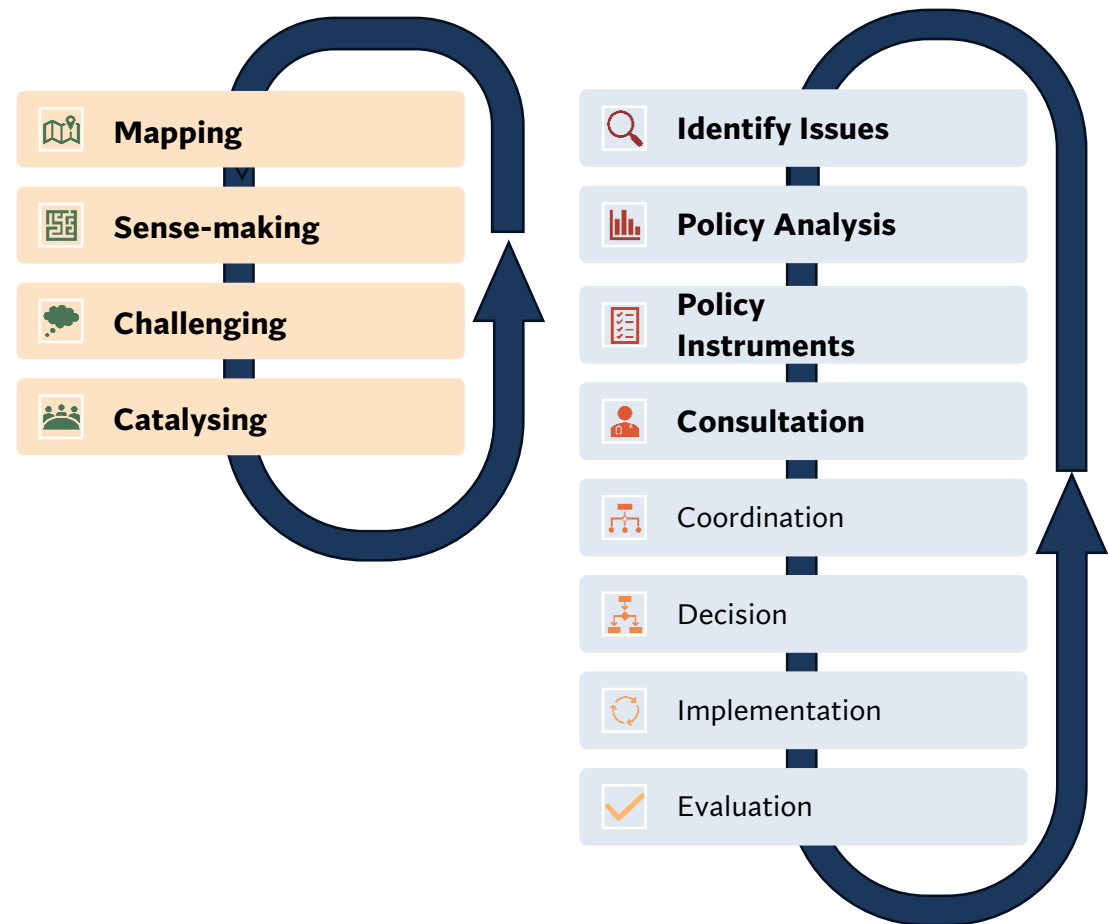 Mapping
Sense-making
Challenging
Catalysing
Identify Issues
Policy Analysis
Policy
Instruments
Consultation
Coordination
Decision
Implementation
Evaluation